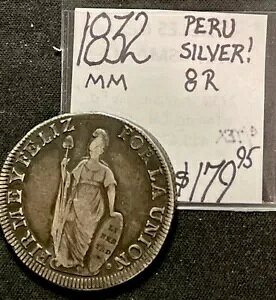 1832 PERU
SILVER!
MM 8R
$179.95
FIRME Y FELIZ POR LA UNION.